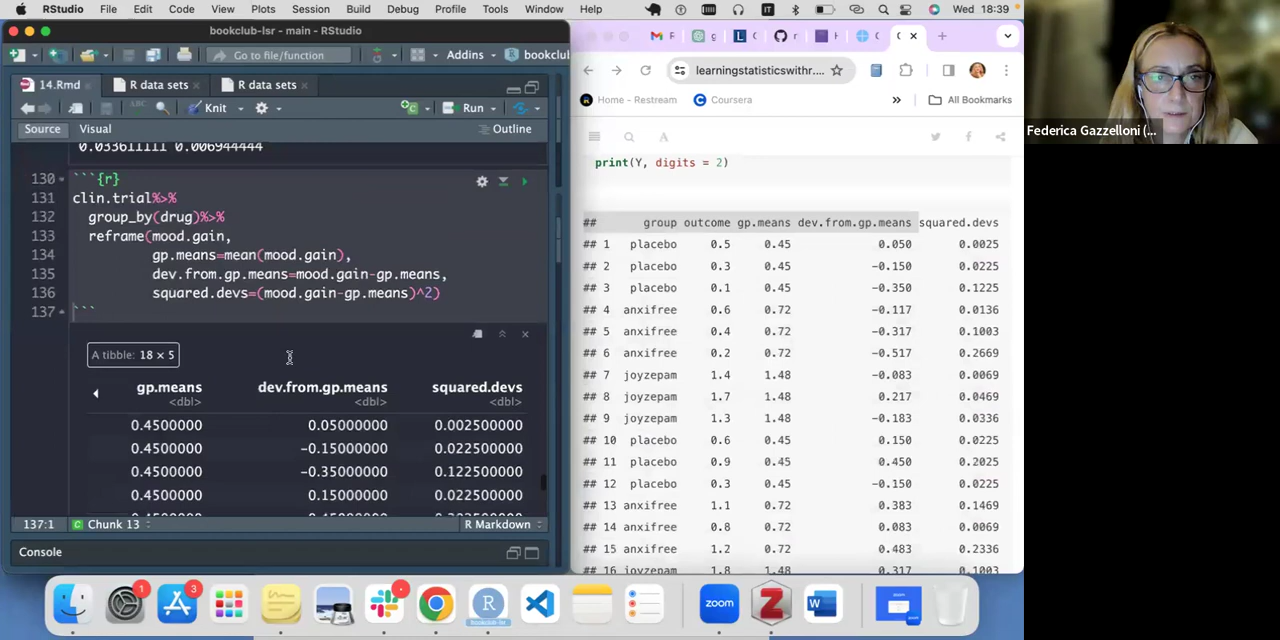 RStudio File Edit Code View Plots Session Build Debug Profile Tools Window Help Wed 18:39
bookclub-lsr - main - RStudio
Go to file/function Addins bookclu
14.Rmd R data sets R data sets
Knit Run
Source Visual Outline
0.033611111 0.006944444
130 ```{r}
131 clin.trial%>%
132 group_by(drug)%>%
133 reframe(mood.gain,
134 gp.means=mean(mood.gain),
135 dev.from.gp.means=mood.gain-gp.means,
136 squared.devs=(mood.gain-gp.means)^2)
137 ```
A tibble: 18 × 5
gp.means dev.from.gp.means squared.devs
<dbl> <dbl> <dbl>
0.4500000 0.05000000 0.002500000
0.4500000 -0.15000000 0.022500000
0.4500000 -0.35000000 0.122500000
0.4500000 0.15000000 0.022500000
137:1 Chunk 13 R Markdown
Console
learningstatisticswithr....
Home - Restream Coursera » All Bookmarks
print(Y, digits = 2)
## group outcome gp.means dev.from.gp.means squared.devs
## 1 placebo 0.5 0.45 0.050 0.0025
## 2 placebo 0.3 0.45 -0.150 0.0225
## 3 placebo 0.1 0.45 -0.350 0.1225
## 4 anxifree 0.6 0.72 -0.117 0.0136
## 5 anxifree 0.4 0.72 -0.317 0.1003
## 6 anxifree 0.2 0.72 -0.517 0.2669
## 7 joyzepam 1.4 1.48 -0.083 0.0069
## 8 joyzepam 1.7 1.48 0.217 0.0469
## 9 joyzepam 1.3 1.48 -0.183 0.0336
## 10 placebo 0.6 0.45 0.150 0.0225
## 11 placebo 0.9 0.45 0.450 0.2025
## 12 placebo 0.3 0.45 -0.150 0.0225
## 13 anxifree 1.1 0.72 0.383 0.1469
## 14 anxifree 0.8 0.72 0.083 0.0069
## 15 anxifree 1.2 0.72 0.483 0.2336
## 16 joyzepam 1.8 1.48 0.317 0.1003
Federica Gazzelloni (...
1 3 zoom Z W